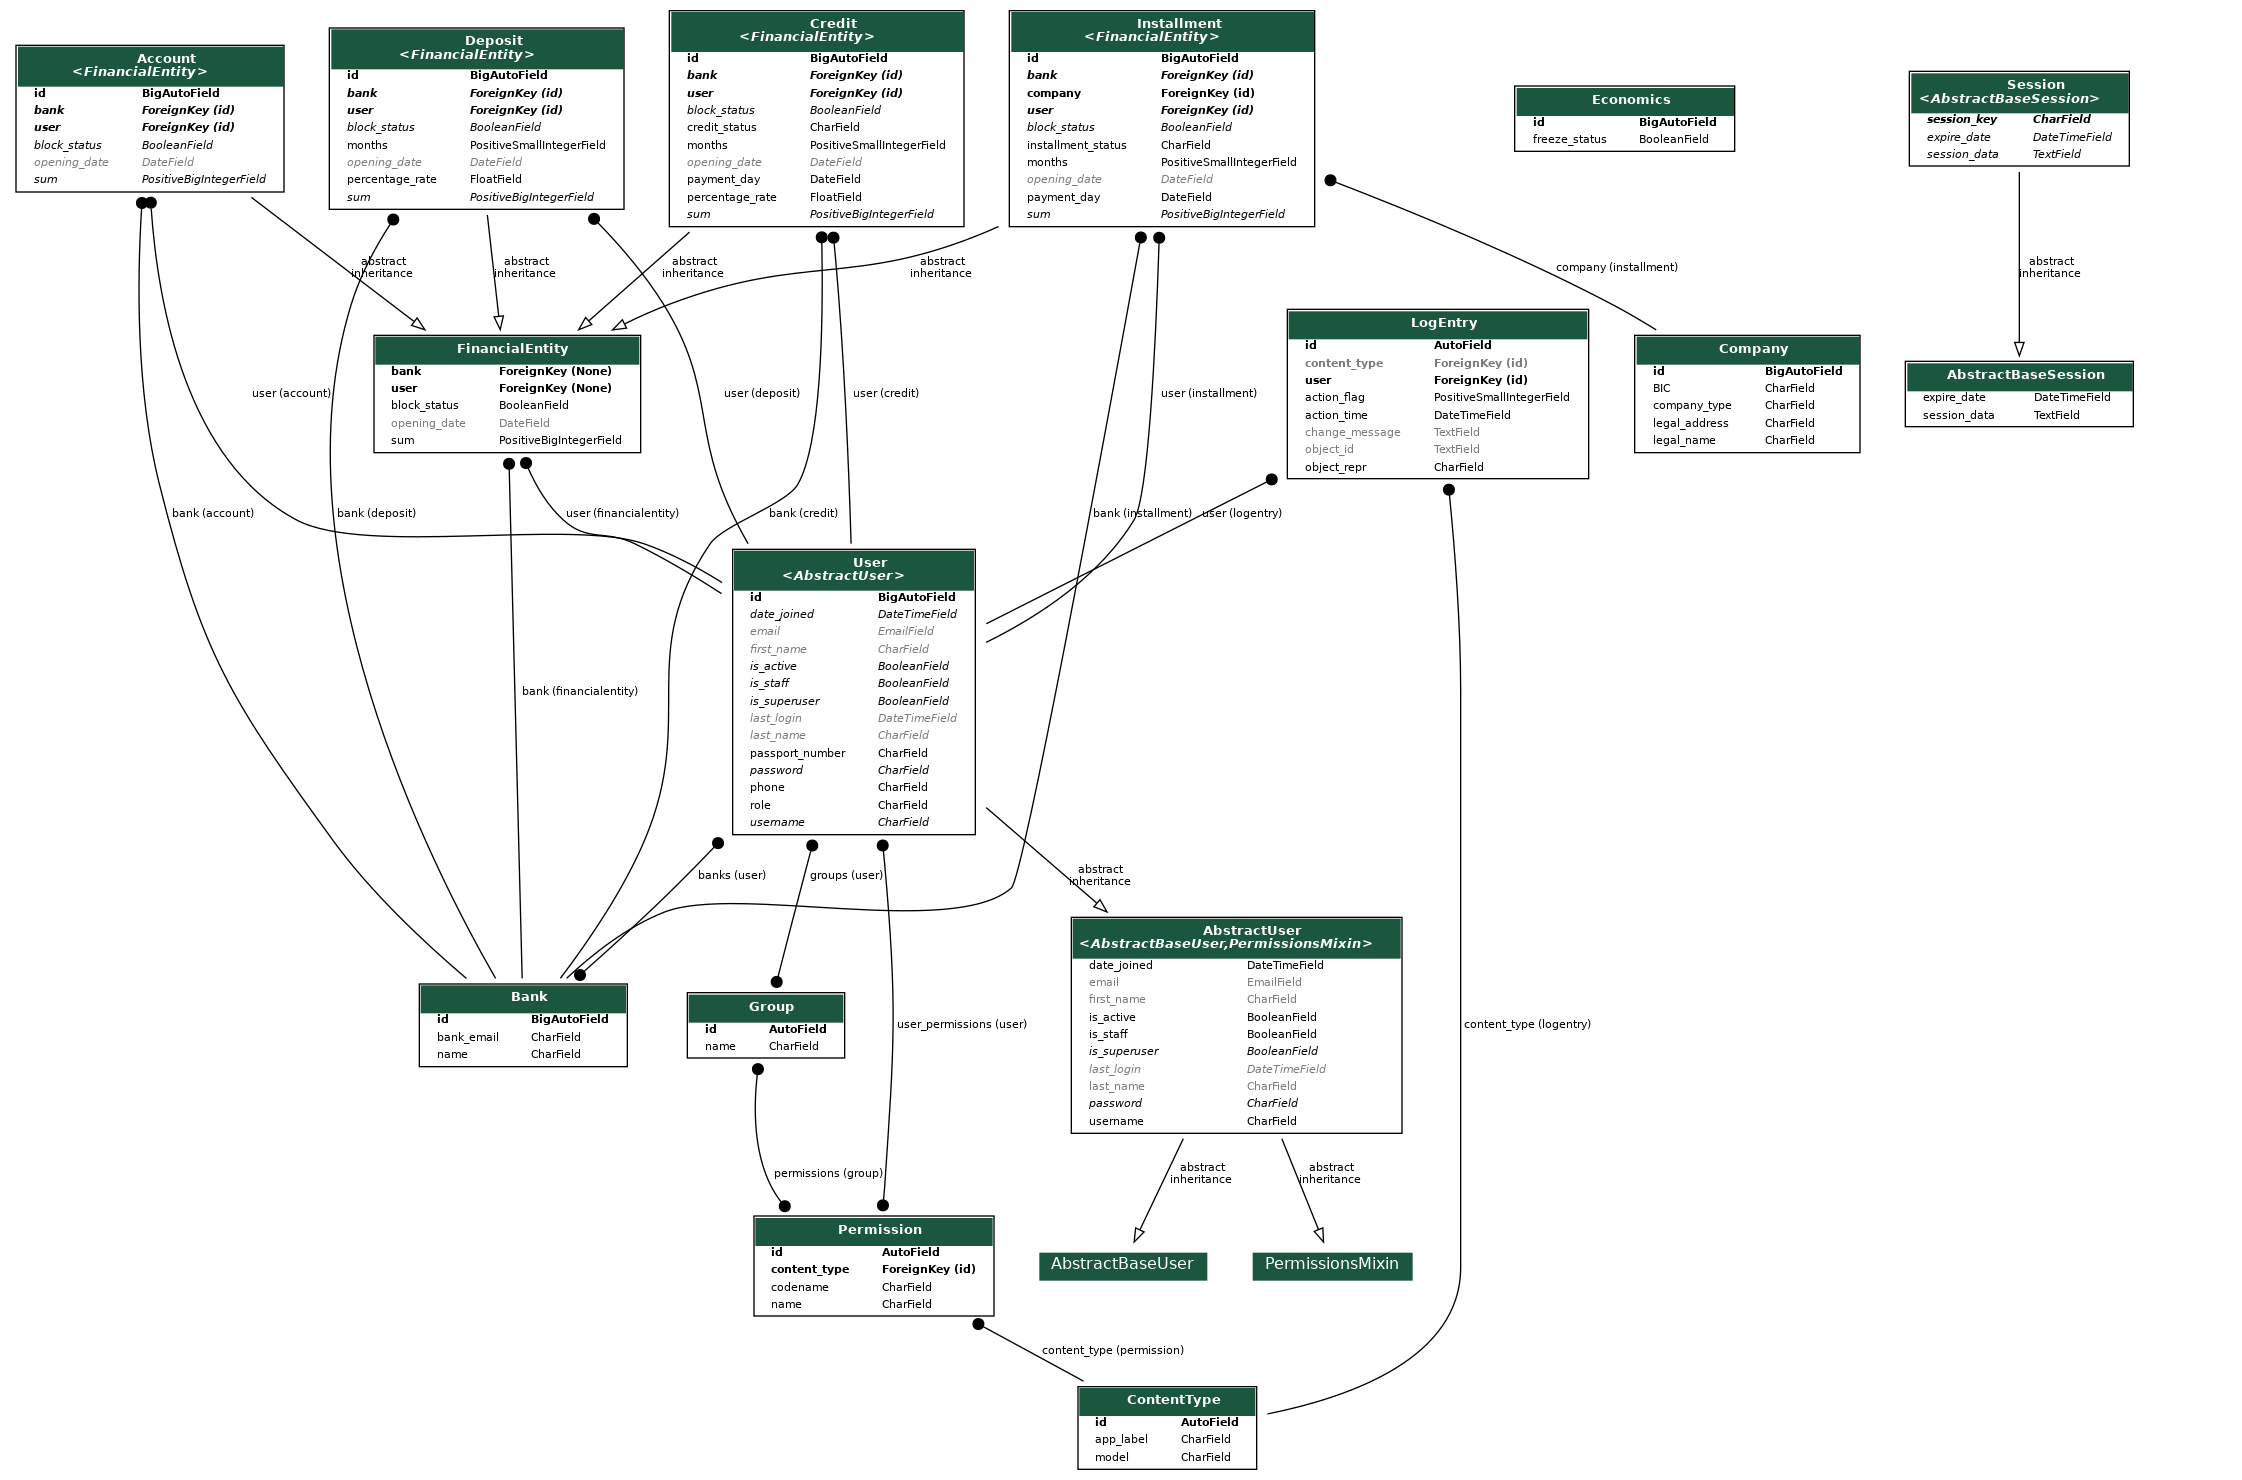 Account
<FinancialEntity>
id BigAutoField
bank ForeignKey (id)
user ForeignKey (id)
block_status BooleanField
opening_date DateField
sum PositiveBigIntegerField
Deposit
<FinancialEntity>
id BigAutoField
bank ForeignKey (id)
user ForeignKey (id)
block_status BooleanField
months PositiveSmallIntegerField
opening_date DateField
percentage_rate FloatField
sum PositiveBigIntegerField
Credit
<FinancialEntity>
id BigAutoField
bank ForeignKey (id)
user ForeignKey (id)
block_status BooleanField
credit_status CharField
months PositiveSmallIntegerField
opening_date DateField
payment_day DateField
percentage_rate FloatField
sum PositiveBigIntegerField
Installment
<FinancialEntity>
id BigAutoField
bank ForeignKey (id)
company ForeignKey (id)
user ForeignKey (id)
block_status BooleanField
installment_status CharField
months PositiveSmallIntegerField
opening_date DateField
payment_day DateField
sum PositiveBigIntegerField
Economics
id BigAutoField
freeze_status BooleanField
Session
<AbstractBaseSession>
session_key CharField
expire_date DateTimeField
session_data TextField
abstract
inheritance
abstract
inheritance
abstract
inheritance
abstract
inheritance
company (installment)
abstract
inheritance
FinancialEntity
bank ForeignKey (None)
user ForeignKey (None)
block_status BooleanField
opening_date DateField
sum PositiveBigIntegerField
LogEntry
id AutoField
content_type ForeignKey (id)
user ForeignKey (id)
action_flag PositiveSmallIntegerField
action_time DateTimeField
change_message TextField
object_id TextField
object_repr CharField
Company
id BigAutoField
BIC CharField
company_type CharField
legal_address CharField
legal_name CharField
AbstractBaseSession
expire_date DateTimeField
session_data TextField
user (account)
user (deposit)
user (credit)
user (installment)
bank (account)
bank (deposit)
user (financialentity)
bank (credit)
bank (installment)
user (logentry)
User
<AbstractUser>
id BigAutoField
date_joined DateTimeField
email EmailField
first_name CharField
is_active BooleanField
is_staff BooleanField
is_superuser BooleanField
last_login DateTimeField
last_name CharField
passport_number CharField
password CharField
phone CharField
role CharField
username CharField
bank (financialentity)
banks (user)
groups (user)
abstract
inheritance
AbstractUser
<AbstractBaseUser,PermissionsMixin>
date_joined DateTimeField
email EmailField
first_name CharField
is_active BooleanField
is_staff BooleanField
is_superuser BooleanField
last_login DateTimeField
last_name CharField
password CharField
username CharField
Bank
id BigAutoField
bank_email CharField
name CharField
Group
id AutoField
name CharField
user_permissions (user)
content_type (logentry)
permissions (group)
abstract
inheritance
abstract
inheritance
Permission
id AutoField
content_type ForeignKey (id)
codename CharField
name CharField
AbstractBaseUser
PermissionsMixin
content_type (permission)
ContentType
id AutoField
app_label CharField
model CharField